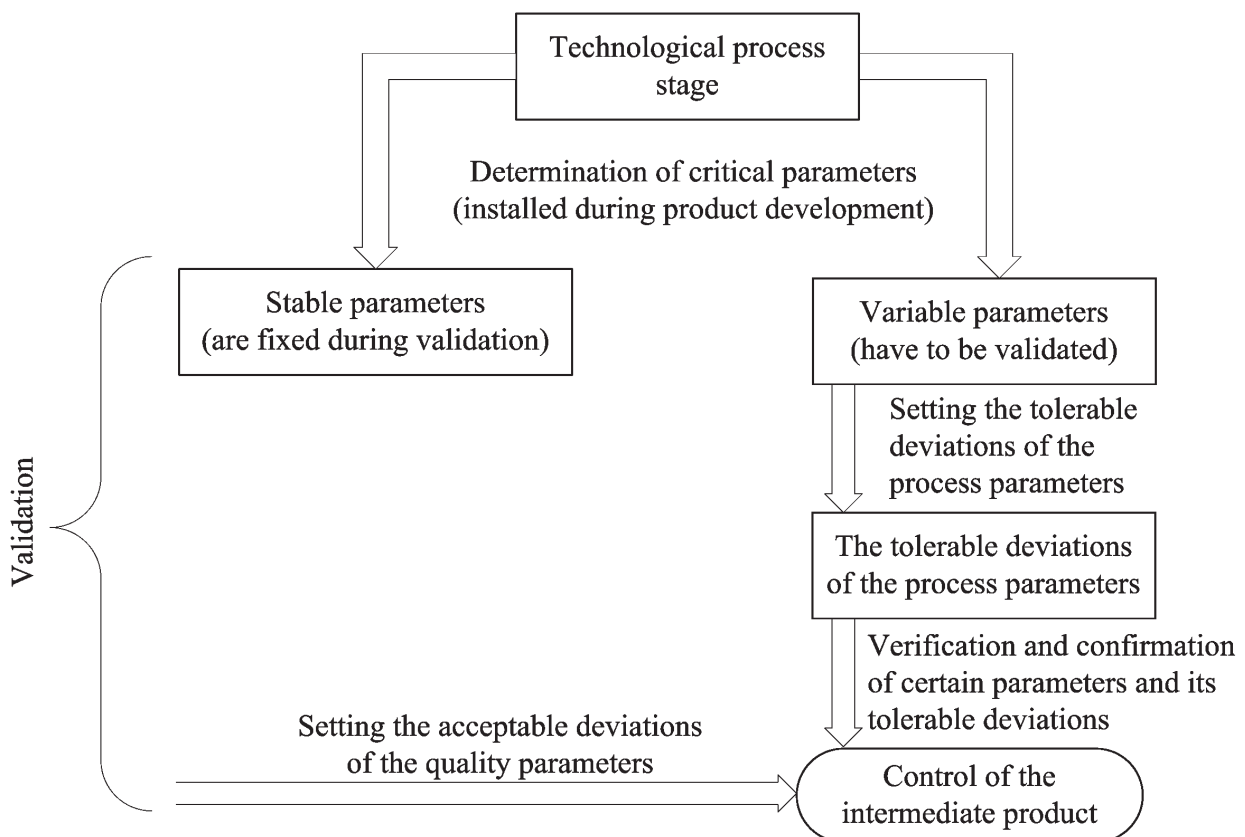 Technological process
stage
Determination of critical parameters
(installed during product development)
Stable parameters
(are fixed during validation)
Variable parameters
(have to be validated)
Setting the tolerable
deviations of the
process parameters
Validation
The tolerable deviations
of the process parameters
Verification and confirmation
of certain parameters and its
tolerable deviations
Setting the acceptable deviations
of the quality parameters
Control of the
intermediate product